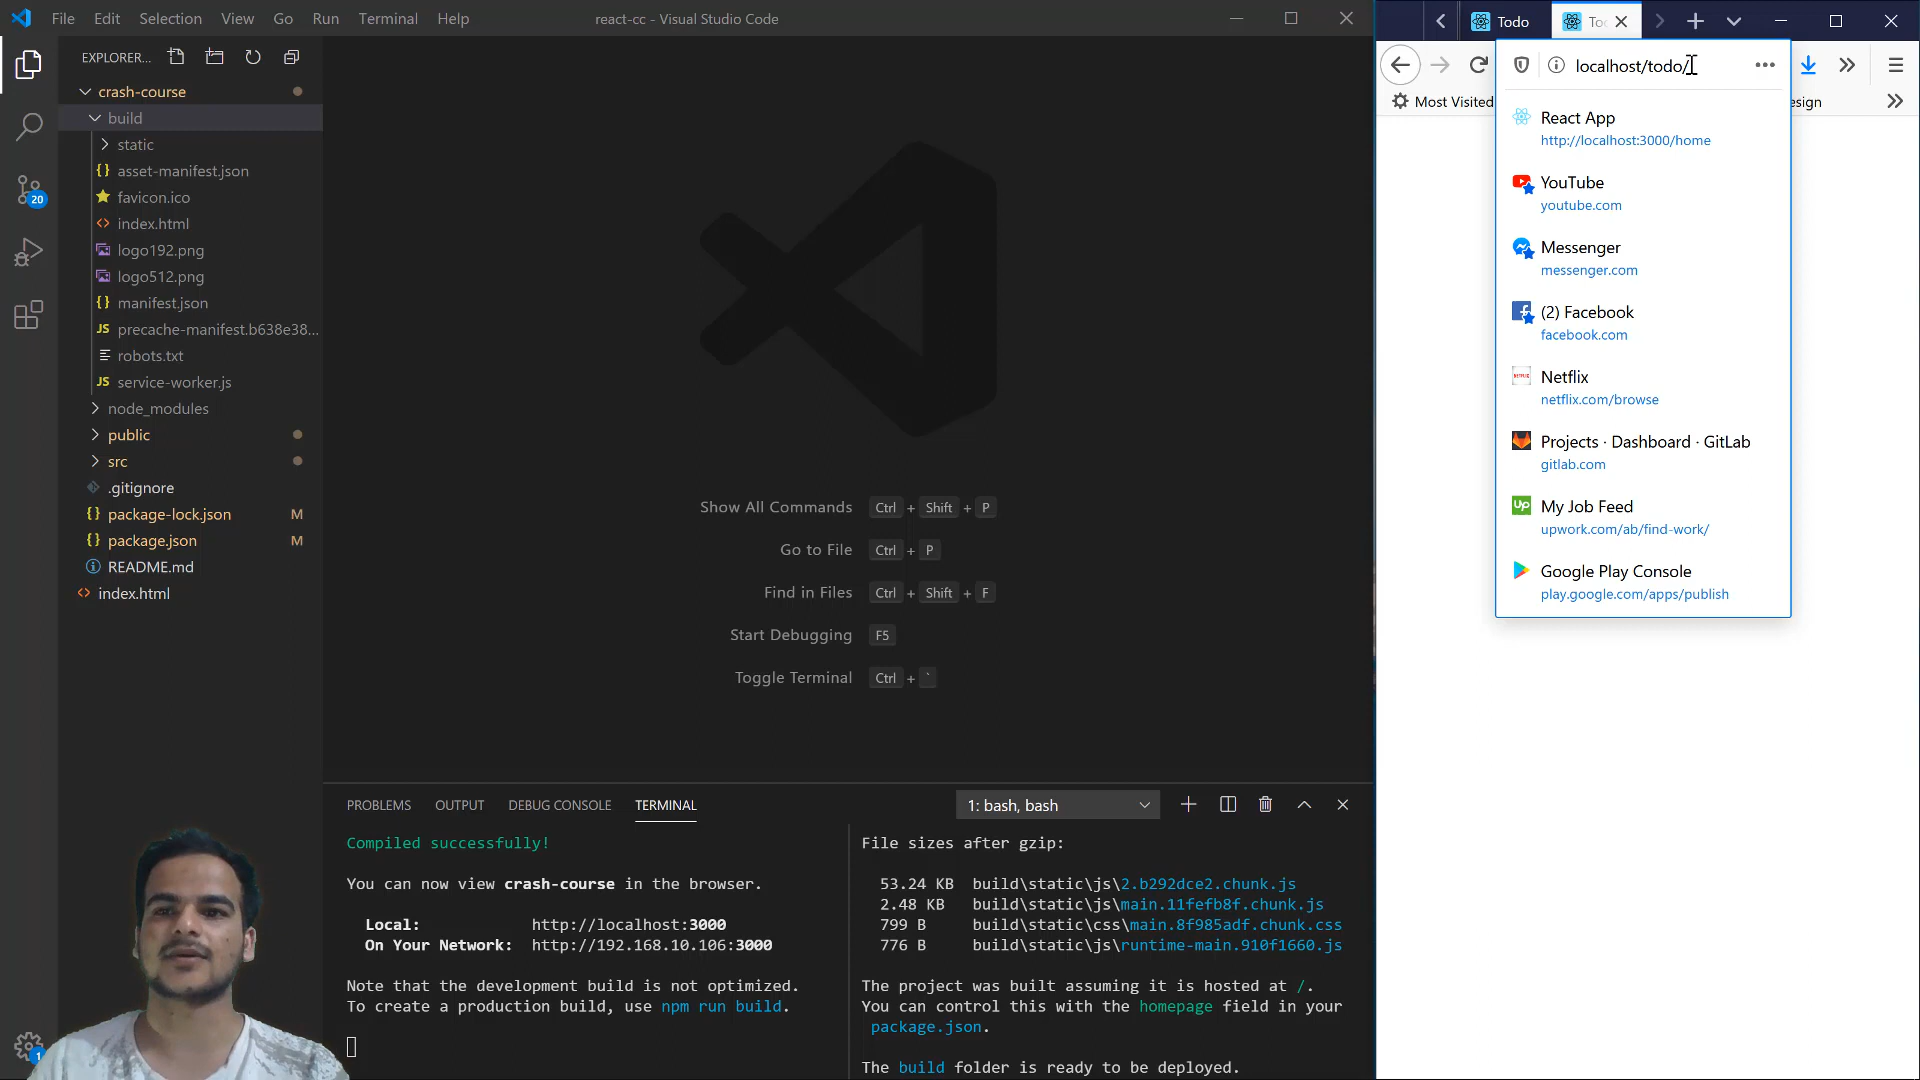 File Edit Selection View Go Run Terminal Help
react-cc - Visual Studio Code
EXPLORER...
crash-course
build
static
asset-manifest.json
favicon.ico
index.html
logo192.png
logo512.png
manifest.json
precache-manifest.b638e38...
robots.txt
service-worker.js
node_modules
public
src
.gitignore
package-lock.json M
package.json M
README.md
index.html
20
1
Show All Commands Ctrl + Shift + P
Go to File Ctrl + P
Find in Files Ctrl + Shift + F
Start Debugging F5
Toggle Terminal Ctrl + `
PROBLEMS OUTPUT DEBUG CONSOLE TERMINAL
1: bash, bash
Compiled successfully!
You can now view crash-course in the browser.
Local: http://localhost:3000
On Your Network: http://192.168.10.106:3000
Note that the development build is not optimized.
To create a production build, use npm run build.
File sizes after gzip:
53.24 KB build\static\js\2.b292dce2.chunk.js
2.48 KB build\static\js\main.11fefb8f.chunk.js
799 B build\static\css\main.8f985adf.chunk.css
776 B build\static\js\runtime-main.910f1660.js
The project was built assuming it is hosted at /.
You can control this with the homepage field in your
package.json.
The build folder is ready to be deployed.
Todo
Toc
localhost/todo/
Most Visited
esign
React App
http://localhost:3000/home
YouTube
youtube.com
Messenger
messenger.com
(2) Facebook
facebook.com
Netflix
netflix.com/browse
Projects · Dashboard · GitLab
gitlab.com
My Job Feed
upwork.com/ab/find-work/
Google Play Console
play.google.com/apps/publish